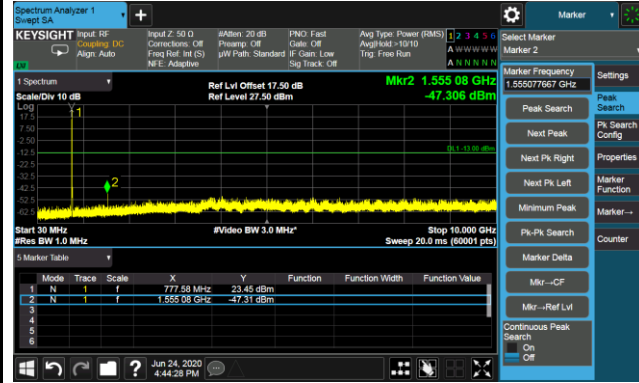 Spectrum Analyzer 1
Swept SA
+
Marker
KEYSIGHT
Input: RF
Coupling: DC
Align: Auto
Input Z: 50 Ω
Corrections: Off
Freq Ref: Int (S)
NFE: Adaptive
#Atten: 20 dB
Preamp: Off
µW Path: Standard
PNO: Fast
Gate: Off
IF Gain: Low
Sig Track: Off
Avg Type: Power (RMS)
Avg|Hold:>10/10
Trig: Free Run
1 2 3 4 5 6
A W W W W W
A N N N N N
Select Marker
Marker 2
LXI
1 Spectrum
Scale/Div 10 dB
Ref Lvl Offset 17.50 dB
Ref Level 27.50 dBm
Mkr2 1.555 08 GHz
-47.306 dBm
Log
17.5
7.50
-2.50
-12.5
-22.5
-32.5
-42.5
-52.5
-62.5
1
2
DL1 -13.00 dBm
Start 30 MHz
#Res BW 1.0 MHz
#Video BW 3.0 MHz*
Stop 10.000 GHz
Sweep 20.0 ms (60001 pts)
5 Marker Table
Mode Trace Scale X Y Function Function Width Function Value
1 N 1 f 777.58 MHz 23.45 dBm
2 N 1 f 1.555 08 GHz -47.31 dBm
3
4
5
6
Jun 24, 2020
4:44:28 PM
?
Marker Frequency
1.555077667 GHz
Peak Search
Next Peak
Next Pk Right
Next Pk Left
Minimum Peak
Pk-Pk Search
Marker Delta
Mkr→CF
Mkr→Ref Lvl
Continuous Peak
Search
On
Off
Settings
Peak
Search
Pk Search
Config
Properties
Marker
Function
Marker→
Counter